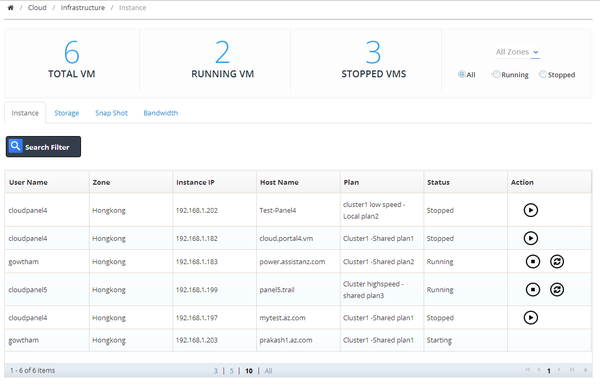 / Cloud / Infrastructure / Instance
6 2 3 All Zones
TOTAL VM RUNNING VM STOPPED VMS All Running Stopped
Instance Storage Snap Shot Bandwidth
Search Filter
User Name Zone Instance IP Host Name Plan Status Action
cloudpanel4 Hongkong 192.168.1.202 Test-Panel4 cluster1 low speed - Stopped
Local plan2
cloudpanel4 Hongkong 192.168.1.182 cloud.portal4.vm Cluster1 -Shared plan1 Stopped
gowtham Hongkong 192.168.1.183 power.assistanz.com Cluster1 -Shared plan2 Running
cloudpanel5 Hongkong 192.168.1.199 panel5.trail Cluster highspeed - Running
shared plan3
cloudpanel4 Hongkong 192.168.1.197 mytest.az.com Cluster1 -Shared plan1 Stopped
gowtham Hongkong 192.168.1.203 prakash1.az.com Cluster1 -Shared plan1 Starting
1 - 6 of 6 items 3 | 5 | 10 | All 1